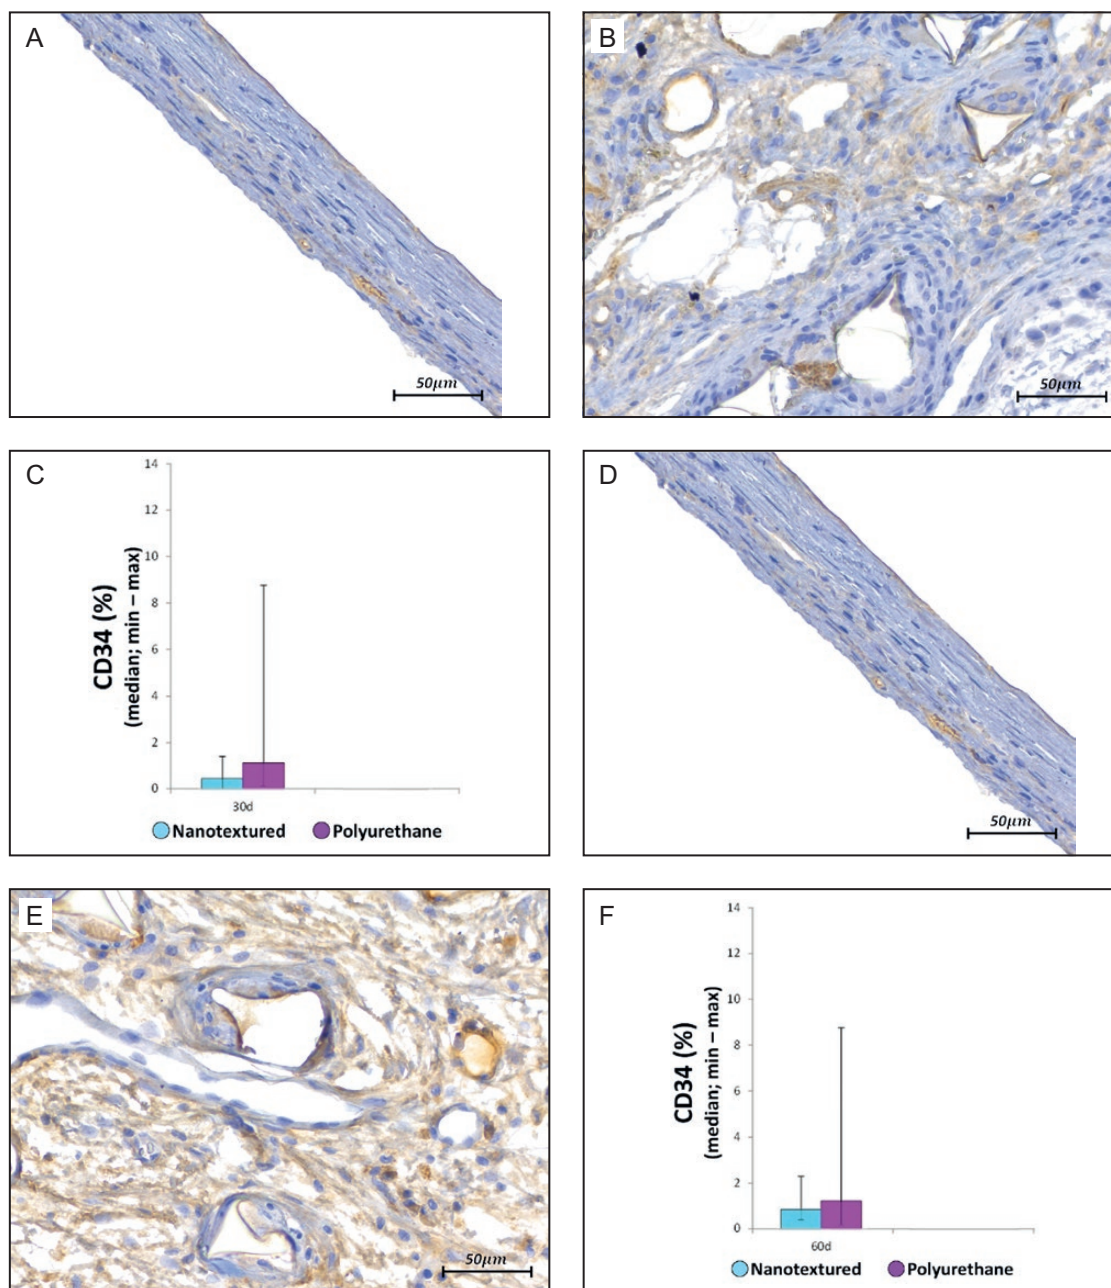 A
50μm
B
50μm
C
14
12
10
8
6
4
2
0
CD34 (%)
(median; min – max)
30d
Nanotextured
Polyurethane
D
50μm
E
50μm
F
14
12
10
8
6
4
2
0
CD34 (%)
(median; min – max)
60d
Nanotextured
Polyurethane